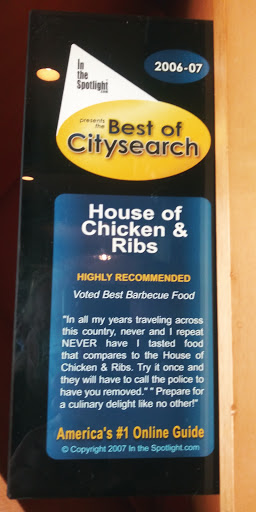 In
the
Spotlight
.com
2006-07
presents
the
Best of
Citysearch
House of
Chicken &
Ribs
HIGHLY RECOMMENDED
Voted Best Barbecue Food
"In all my years traveling across
this country, never and I repeat
NEVER have I tasted food
that compares to the House of
Chicken & Ribs. Try it once and
they will have to call the police to
have you removed." " Prepare for
a culinary delight like no other!"
America's #1 Online Guide
© Copyright 2007 In the Spotlight.com